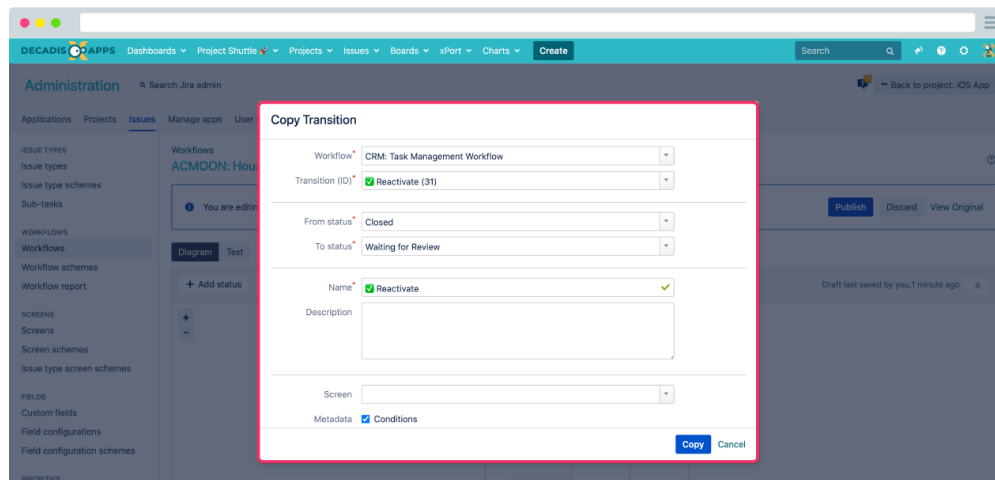 DECADIS APPS Dashboards Project Shuttle 🚀 Projects Issues Boards xPort Charts Create Search
Administration Search Jira admin Back to project: iOS App
Applications Projects Issues Manage apps User
ISSUE TYPES
Issue types
Issue type schemes
Sub-tasks
WORKFLOWS
Workflows
Workflow schemes
Workflow report
SCREENS
Screens
Screen schemes
Issue type screen schemes
FIELDS
Custom fields
Field configurations
Field configuration schemes
PRIORITIES
Workflows
ACMOON: Hou
You are editin
Publish Discard View Original
Diagram Text
+ Add status
Draft last saved by you,1 minute ago
+
−
Copy Transition
Workflow* CRM: Task Management Workflow
Transition (ID)* ✅ Reactivate (31)
From status* Closed
To status* Waiting for Review
Name* ✅ Reactivate
Description
Screen
Metadata Conditions
Copy Cancel